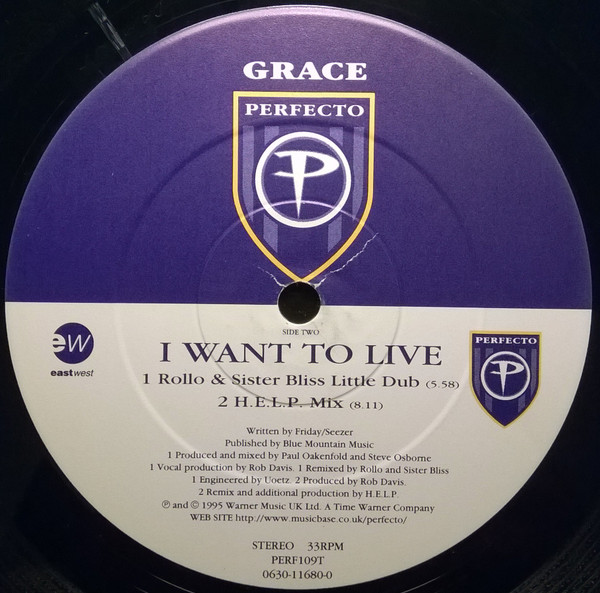 GRACE
PERFECTO
P
SIDE TWO
I WANT TO LIVE
ew
eastwest
PERFECTO
P
1 Rollo & Sister Bliss Little Dub (5.58)
2 H.E.L.P. Mix (8.11)
Written by Friday/Seezer
Published by Blue Mountain Music
1 Produced and mixed by Paul Oakenfold and Steve Osborne
1 Vocal production by Rob Davis. 1 Remixed by Rollo and Sister Bliss
1 Engineered by Uoetz. 2 Produced by Rob Davis.
2 Remix and additional production by H.E.L.P.
℗ and © 1995 Warner Music UK Ltd. A Time Warner Company
WEB SITE http://www.musicbase.co.uk/perfecto/
STEREO 33RPM
PERF109T
0630-11680-0